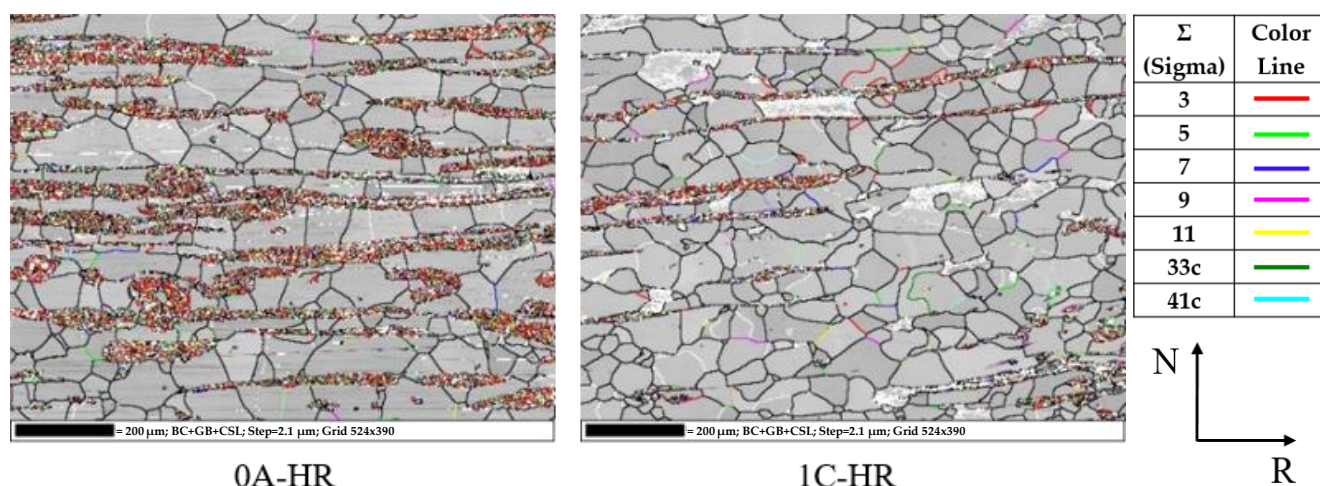 Σ
(Sigma)
Color
Line
3
5
7
9
11
33c
41c
N
R
= 200 μm; BC+GB+CSL; Step=2.1 μm; Grid 524x390
= 200 μm; BC+GB+CSL; Step=2.1 μm; Grid 524x390
0A-HR
1C-HR